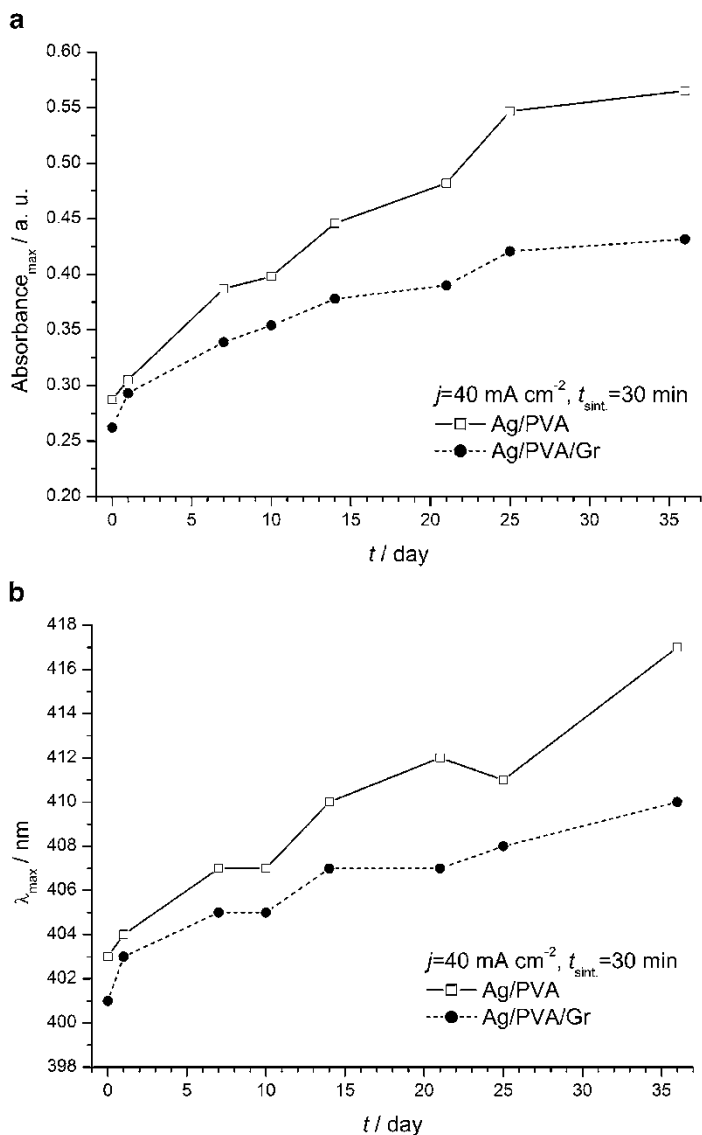 a
0.60
0.55
0.50
0.45
0.40
0.35
0.30
0.25
0.20
Absorbance_max / a. u.
j=40 mA cm⁻², t_sint.=30 min
Ag/PVA
Ag/PVA/Gr
0 5 10 15 20 25 30 35
t / day
b
418
416
414
412
410
408
406
404
403
402
401
400
398
λ_max / nm
j=40 mA cm⁻², t_sint.=30 min
Ag/PVA
Ag/PVA/Gr
0 5 10 15 20 25 30 35
t / day